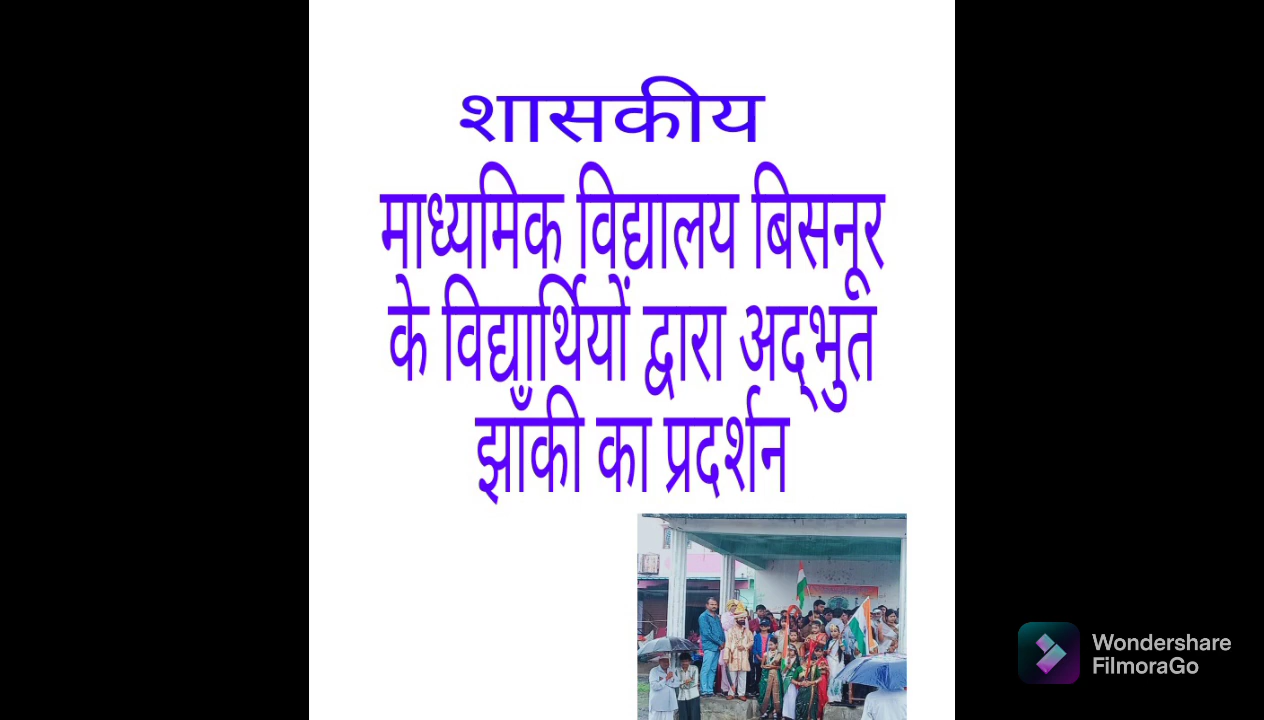 शासकीय
माध्यमिक विद्यालय बिसनूर
के विद्यार्थियों द्वारा अद्भुत
झाँकी का प्रदर्शन
Wondershare
FilmoraGo